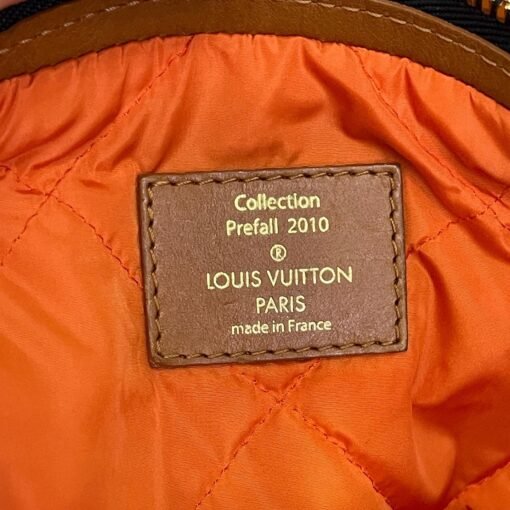 Collection
Prefall 2010
®
LOUIS VUITTON
PARIS
made in France